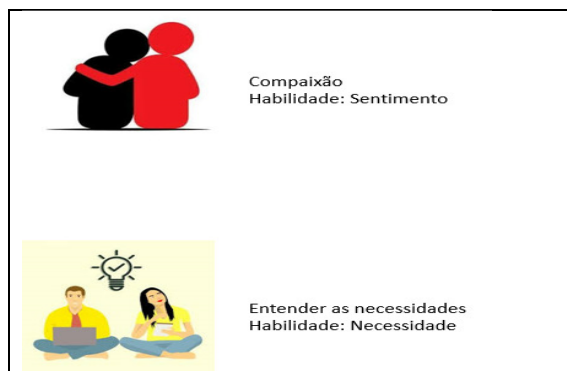 Compaixão
Habilidade: Sentimento
Entender as necessidades
Habilidade: Necessidade